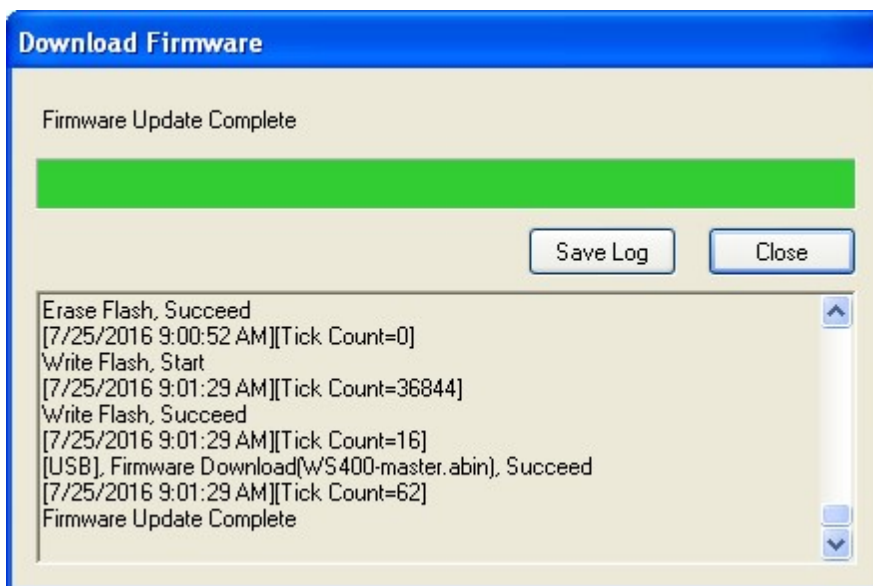 Download Firmware
Firmware Update Complete
Save Log
Close
Erase Flash, Succeed
[7/25/2016 9:00:52 AM][Tick Count=0]
Write Flash, Start
[7/25/2016 9:01:29 AM][Tick Count=36844]
Write Flash, Succeed
[7/25/2016 9:01:29 AM][Tick Count=16]
[USB], Firmware Download(WS400-master.abin), Succeed
[7/25/2016 9:01:29 AM][Tick Count=62]
Firmware Update Complete